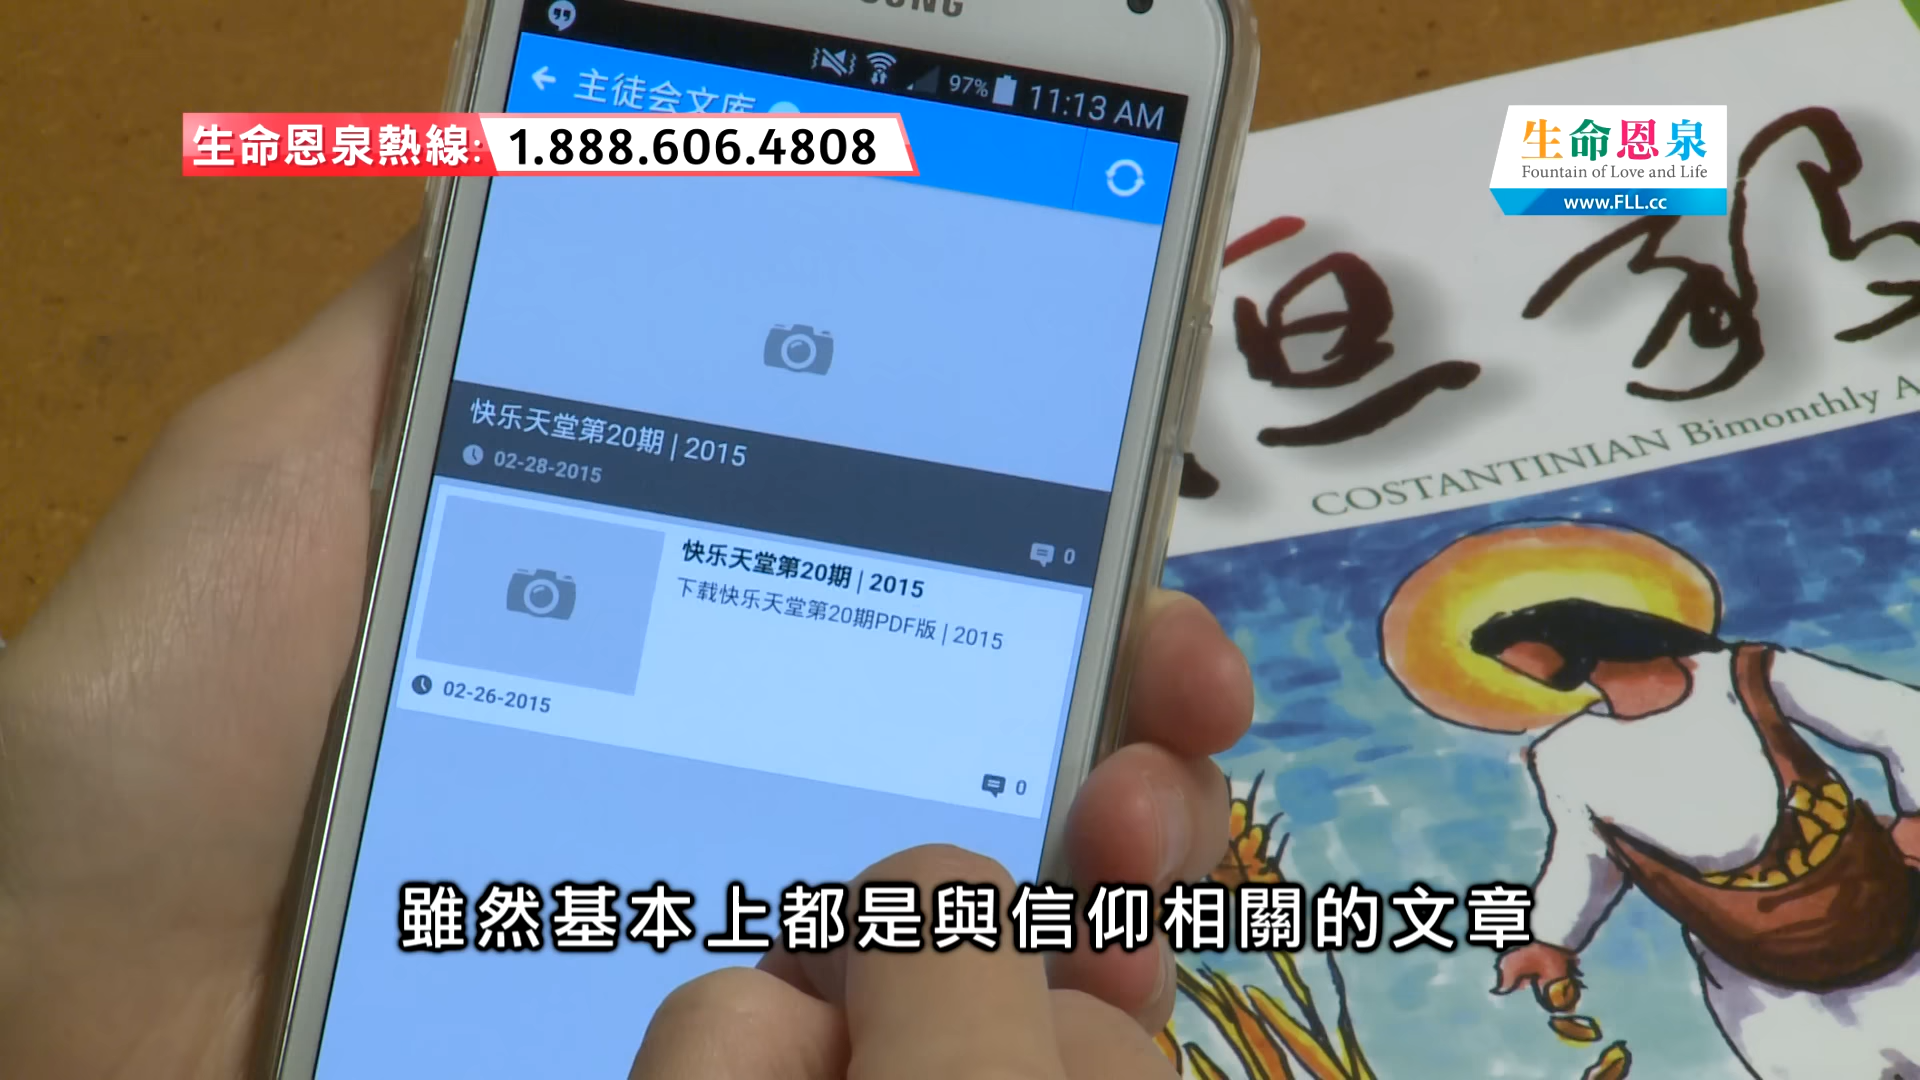 97% 11:13 AM
主徒会文库
生命恩泉熱線: 1.888.606.4808
生命恩泉
Fountain of Love and Life
www.FLL.cc
快乐天堂第20期 | 2015
02-28-2015
0
快乐天堂第20期 | 2015
下载快乐天堂第20期PDF版 | 2015
02-26-2015
0
COSTANTINIAN Bimonthly
雖然基本上都是與信仰相關的文章